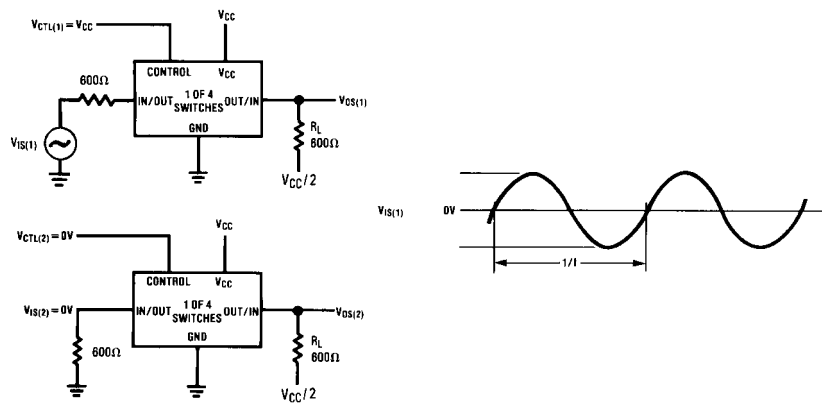 VCTL(1) = VCC
VCC
CONTROL VCC
600Ω
IN/OUT 1 OF 4 SWITCHES OUT/IN
GND
VIS(1)
VOS(1)
RL
600Ω
VCC/2
VCTL(2) = 0V
VCC
CONTROL VCC
VIS(2) = 0V
IN/OUT 1 OF 4 SWITCHES OUT/IN
GND
600Ω
VOS(2)
RL
600Ω
VCC/2
VIS(1) 0V
1/f